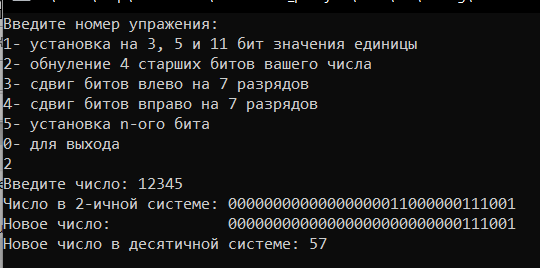 Введите номер упражения:
1- установка на 3, 5 и 11 бит значения единицы
2- обнуление 4 старших битов вашего числа
3- сдвиг битов влево на 7 разрядов
4- сдвиг битов вправо на 7 разрядов
5- установка n-ого бита
0- для выхода
2
Введите число: 12345
Число в 2-ичной системе: 00000000000000000011000000111001
Новое число:             00000000000000000000000000111001
Новое число в десятичной системе: 57